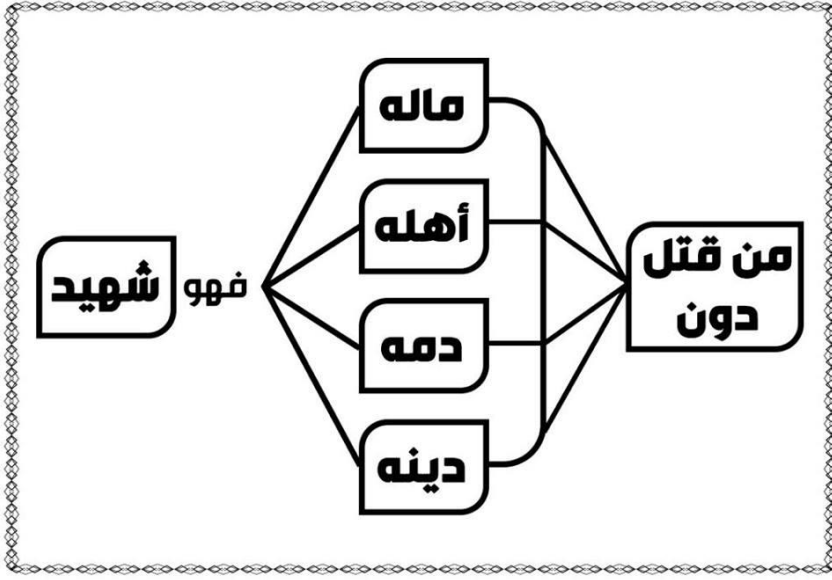 من قتل
دون
ماله
أهله
دمه
دينه
فهو
شهيد